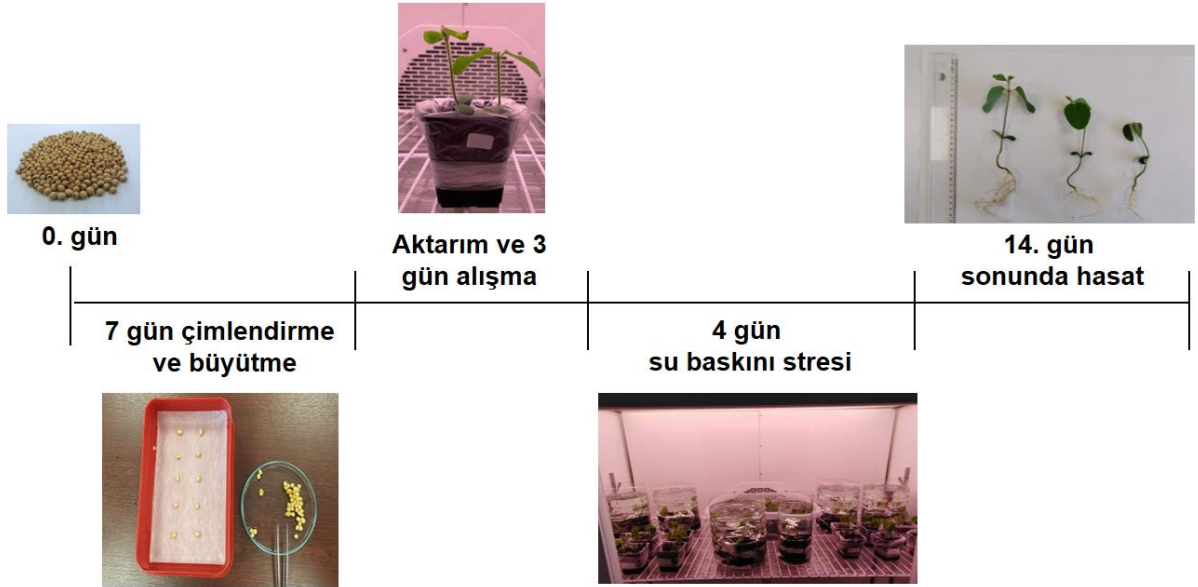 0. gün
7 gün çimlendirme
ve büyütme
Aktarım ve 3
gün alışma
4 gün
su baskını stresi
14. gün
sonunda hasat